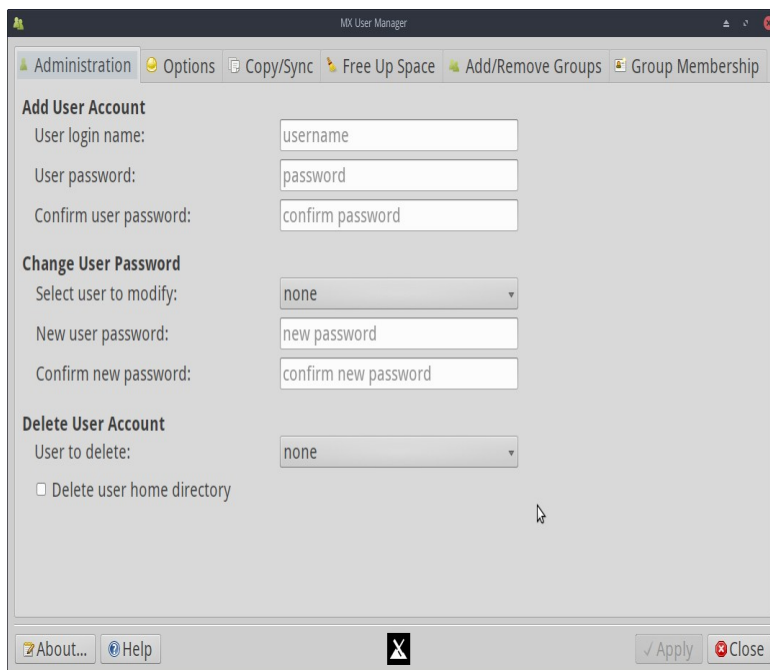 MX User Manager
Administration Options Copy/Sync Free Up Space Add/Remove Groups Group Membership
Add User Account
User login name: username
User password: password
Confirm user password: confirm password
Change User Password
Select user to modify: none
New user password: new password
Confirm new password: confirm new password
Delete User Account
User to delete: none
Delete user home directory
About... Help Apply Close